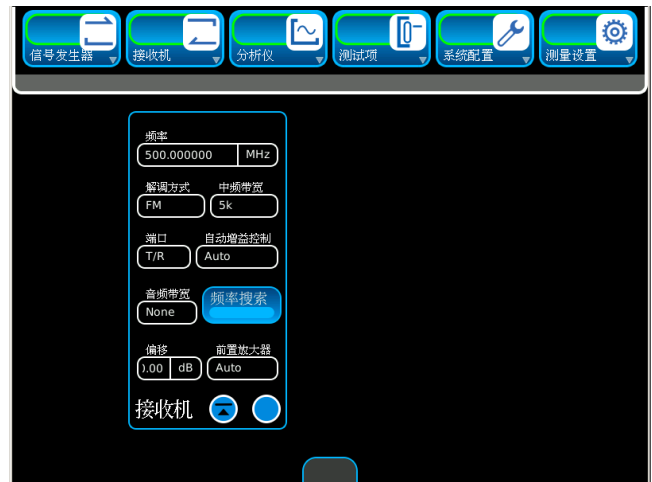 信号发生器 接收机 分析仪 测试项 系统配置 测量设置
频率
500.000000 MHz
解调方式 中频带宽
FM 5k
端口 自动增益控制
T/R Auto
音频带宽 频率搜索
None
偏移 前置放大器
).00 dB Auto
接收机